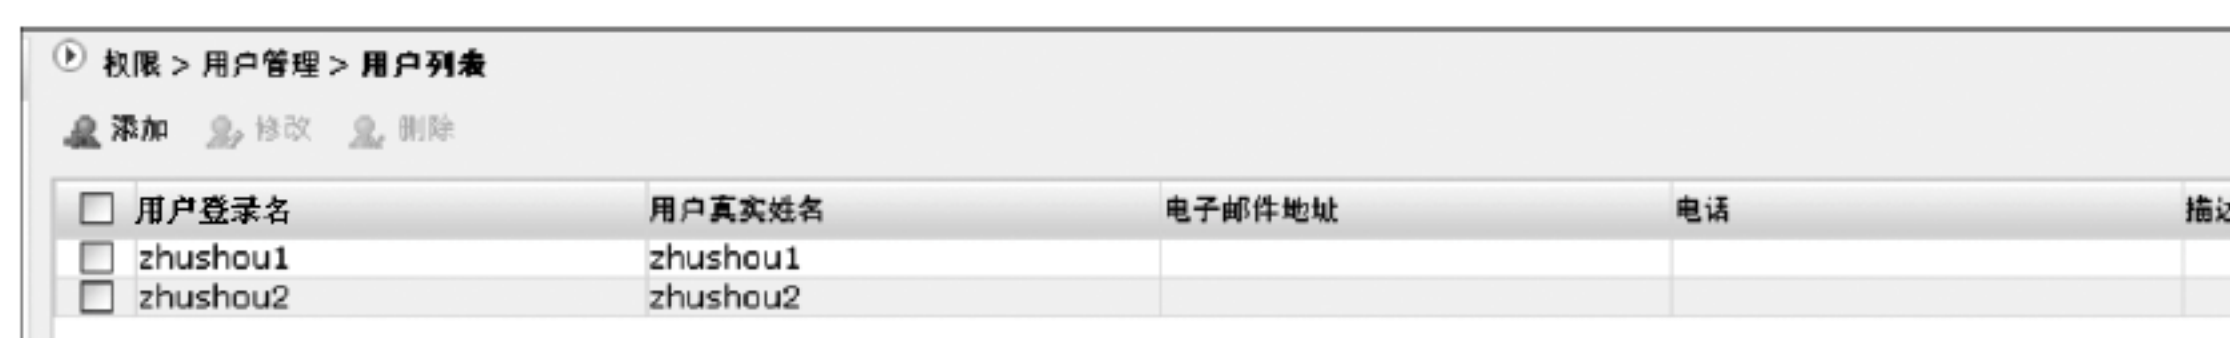 权限 > 用户管理 > 用户列表
添加 修改 删除
用户登录名 用户真实姓名 电子邮件地址 电话
zhushou1 zhushou1
zhushou2 zhushou2